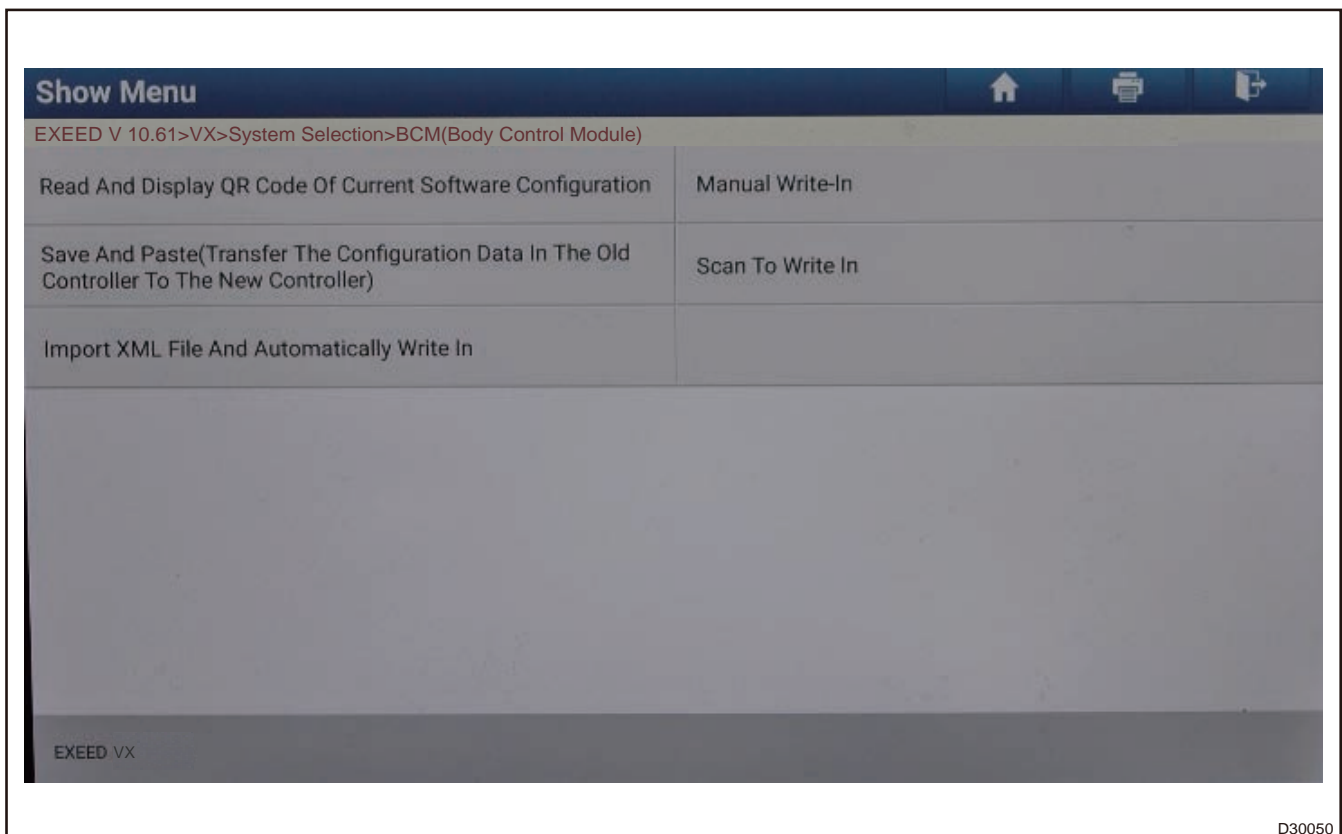 Show Menu
EXEED V 10.61>VX>System Selection>BCM(Body Control Module)
Read And Display QR Code Of Current Software Configuration
Manual Write-In
Save And Paste(Transfer The Configuration Data In The Old
Controller To The New Controller)
Scan To Write In
Import XML File And Automatically Write In
EXEED VX
D30050